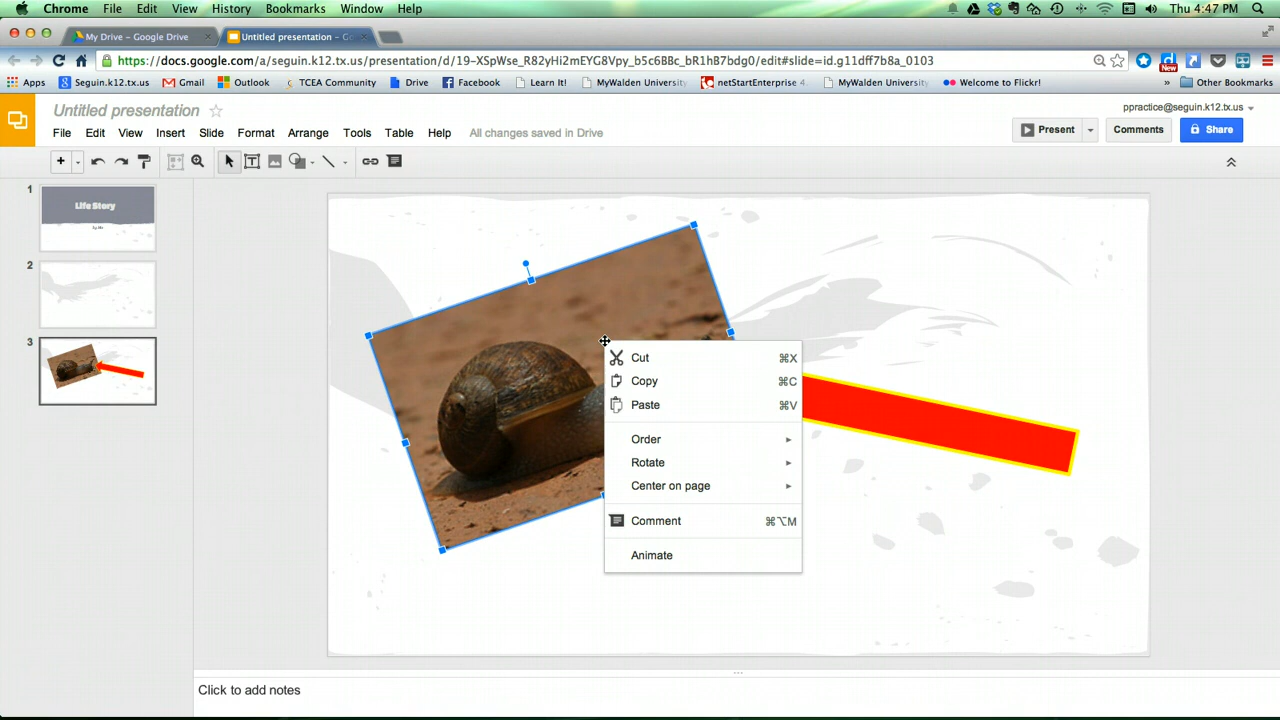 Chrome File Edit View History Bookmarks Window Help Thu 4:47 PM
My Drive – Google Drive Untitled presentation – Go
https://docs.google.com/a/seguin.k12.tx.us/presentation/d/19-XSpWse_R82yHi2mEYG8Vpy_b5c6BBc_bR1hB7bdg0/edit#slide=id.g11dff7b8a_0103 New
Apps Seguin.k12.tx.us Gmail Outlook TCEA Community Drive Facebook Learn It! MyWalden University netStartEnterprise 4. MyWalden University Welcome to Flickr! » Other Bookmarks
Untitled presentation ppractice@seguin.k12.tx.us
File Edit View Insert Slide Format Arrange Tools Table Help All changes saved in Drive Present Comments Share
1
Life Story
by Me
2
3
Cut ⌘X
Copy ⌘C
Paste ⌘V
Order
Rotate
Center on page
Comment ⌘⌥M
Animate
Click to add notes